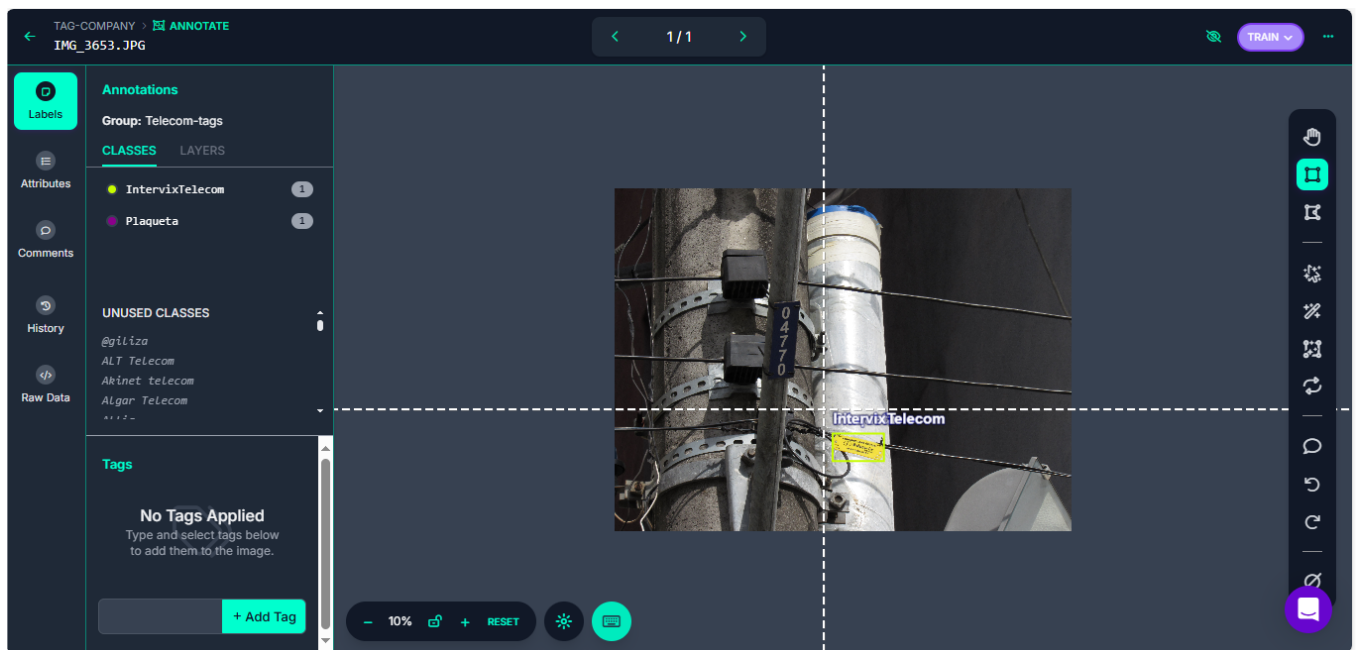 TAG-COMPANY > ANNOTATE
IMG_3653.JPG
1 / 1
TRAIN
Labels
Attributes
Comments
History
Raw Data
Annotations
Group: Telecom-tags
CLASSES LAYERS
IntervixTelecom 1
Plaqueta 1
UNUSED CLASSES
@giliza
ALT Telecom
Akinet telecom
Algar Telecom
Tags
No Tags Applied
Type and select tags below
to add them to the image.
+ Add Tag
04770
IntervixTelecom
− 10% + RESET